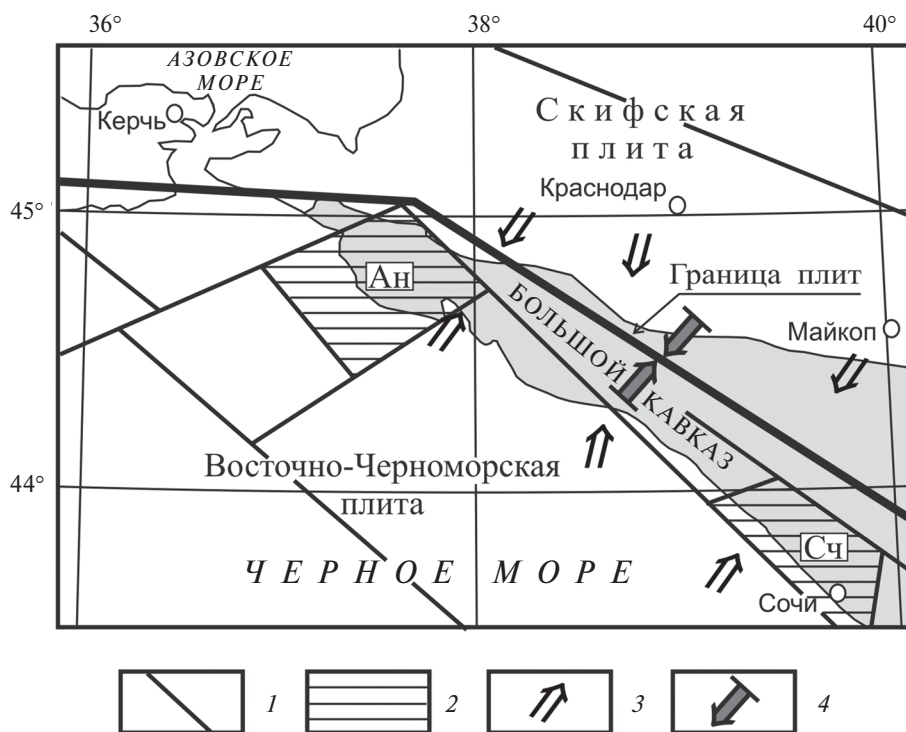 36°
38°
40°
АЗОВСКОЕ
МОРЕ
Керчь
Скифская
плита
Краснодар
45°
Ан
Граница плит
Майкоп
БОЛЬШОЙ
КАВКАЗ
Восточно-Черноморская
плита
44°
Сч
ЧЕРНОЕ МОРЕ
Сочи
1
2
3
4